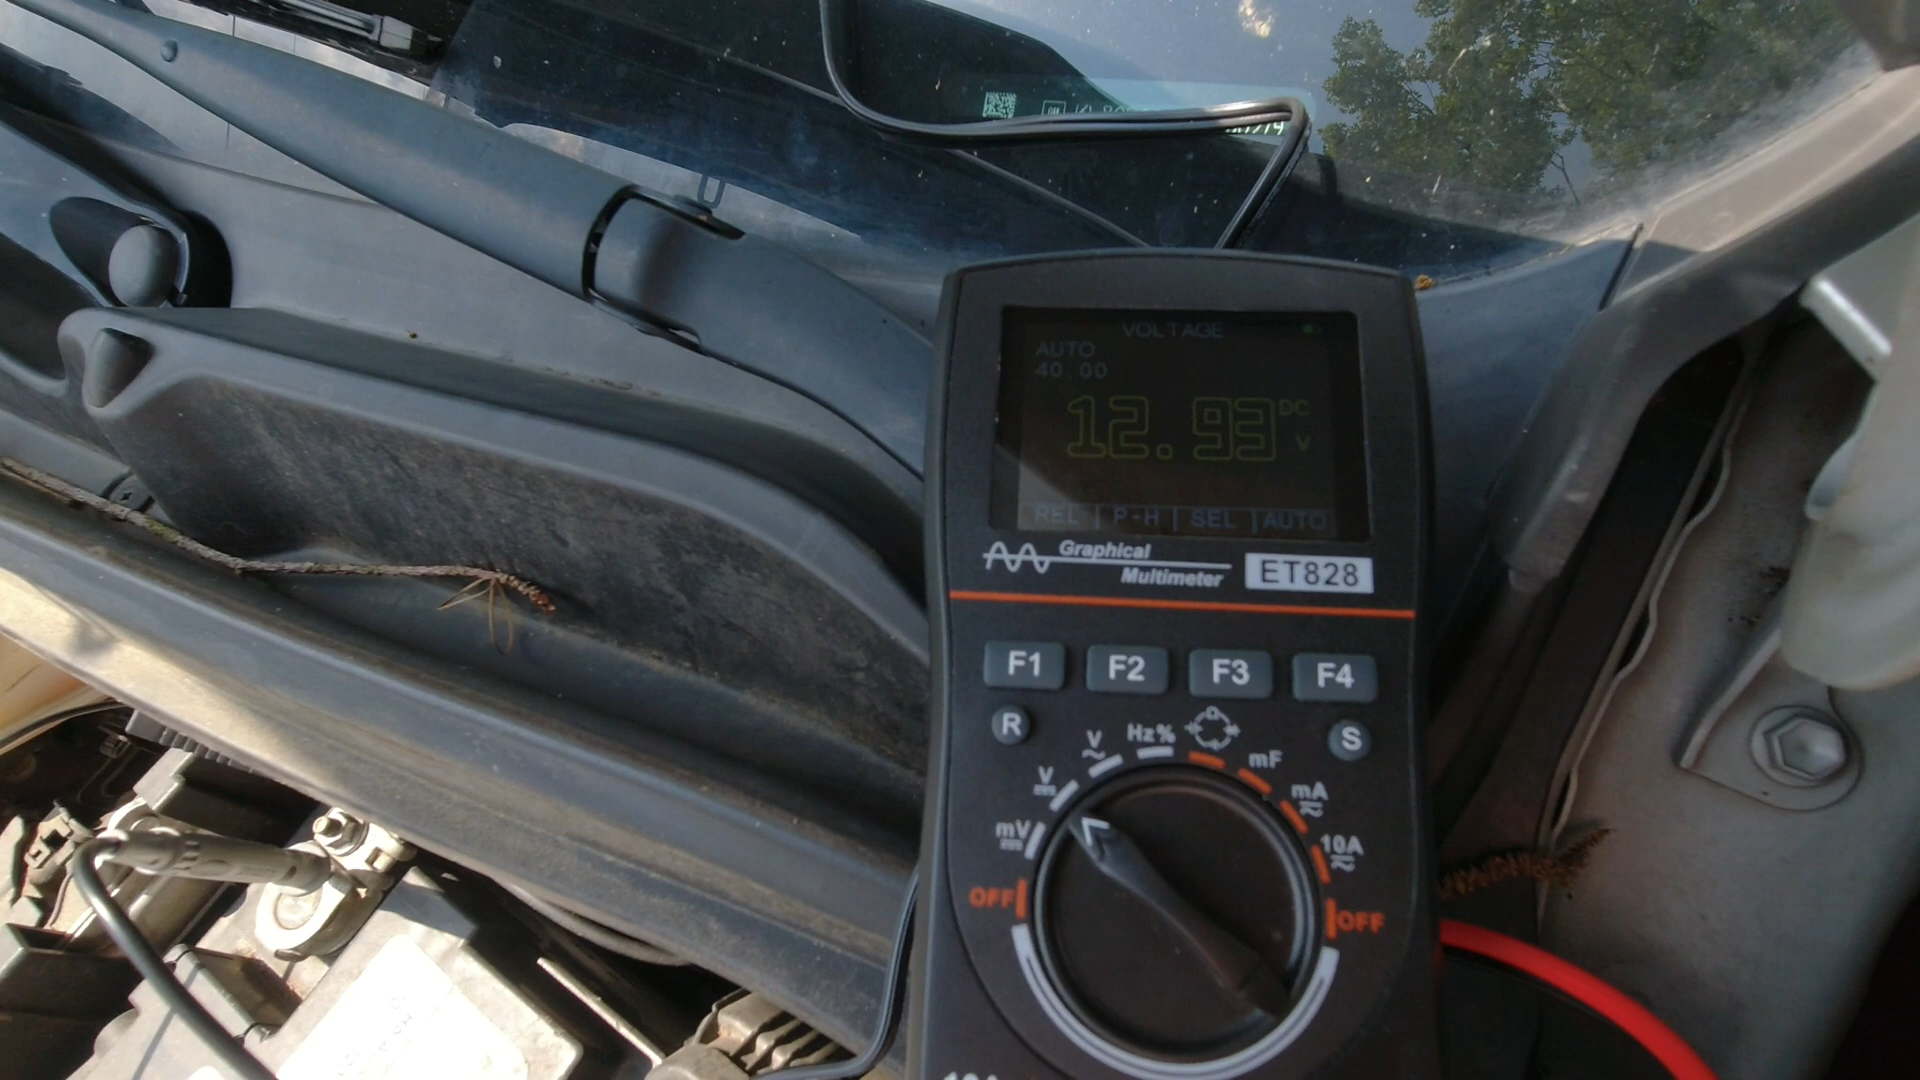 VOLTAGE
AUTO
40.00
12.93 DC
V
REL | P-H | SEL | AUTO
Graphical
Multimeter
ET828
F1 F2 F3 F4
R
S
Hz%
V
V
mV
mF
mA
10A
OFF
OFF